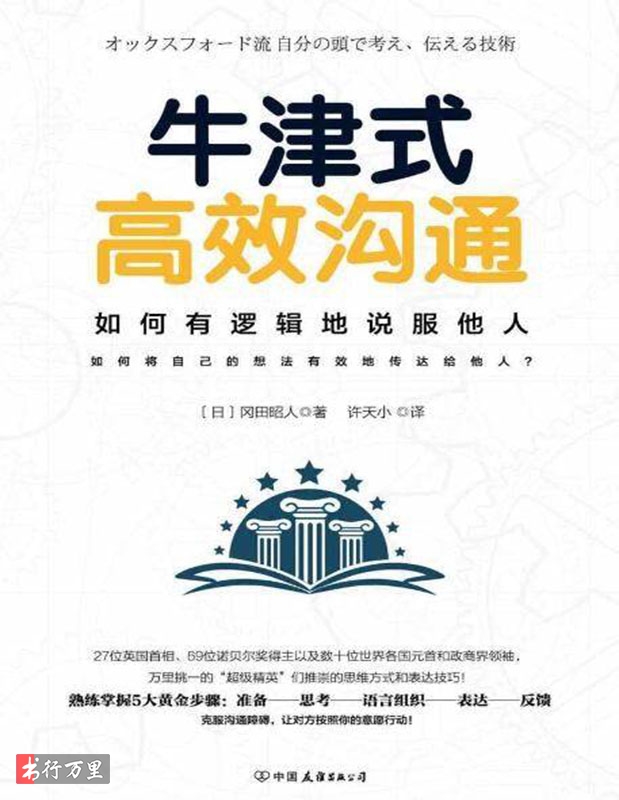 オックスフォード流 自分の頭で考え、伝える技術
牛津式
高效沟通
如何有逻辑地说服他人
如何将自己的想法有效地传达给他人？
［日］冈田昭人◎著 许天小◎译
27位英国首相、69位诺贝尔奖得主以及数十位世界各国元首和政商界领袖，
万里挑一的“超级精英”们推崇的思维方式和表达技巧！
熟练掌握5大黄金步骤：准备——思考——语言组织——表达——反馈
克服沟通障碍，让对方按照你的意愿行动！
书行万里
中国友谊出版公司